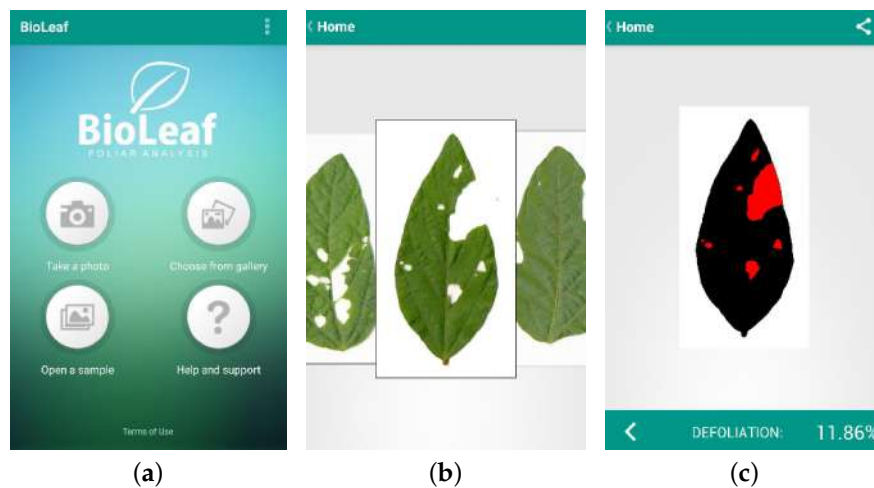 BioLeaf
BioLeaf
FOLIAR ANALYSIS
Take a photo
Choose from gallery
Open a sample
Help and support
Terms of Use
(a)
Home
(b)
Home
DEFOLIATION: 11.86%
(c)